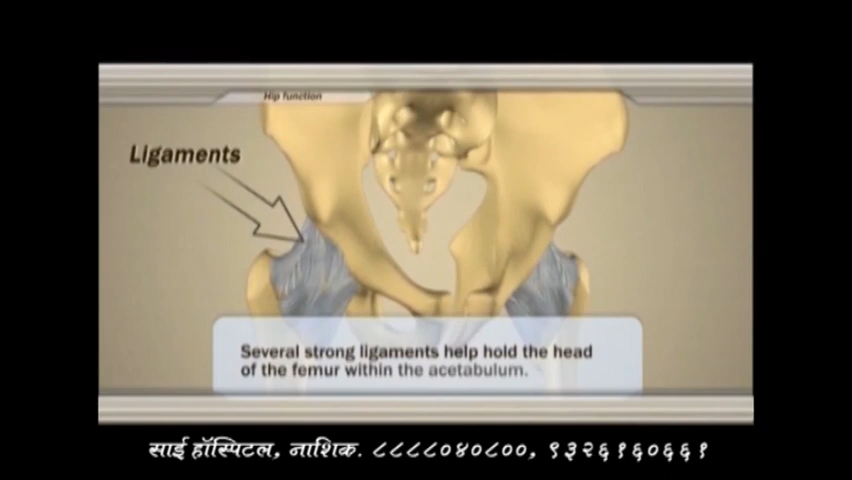 Hip function
Ligaments
Several strong ligaments help hold the head
of the femur within the acetabulum.
साई हॉस्पिटल, नाशिक. ८८८८०४०८००, ९३२६१६०६६१